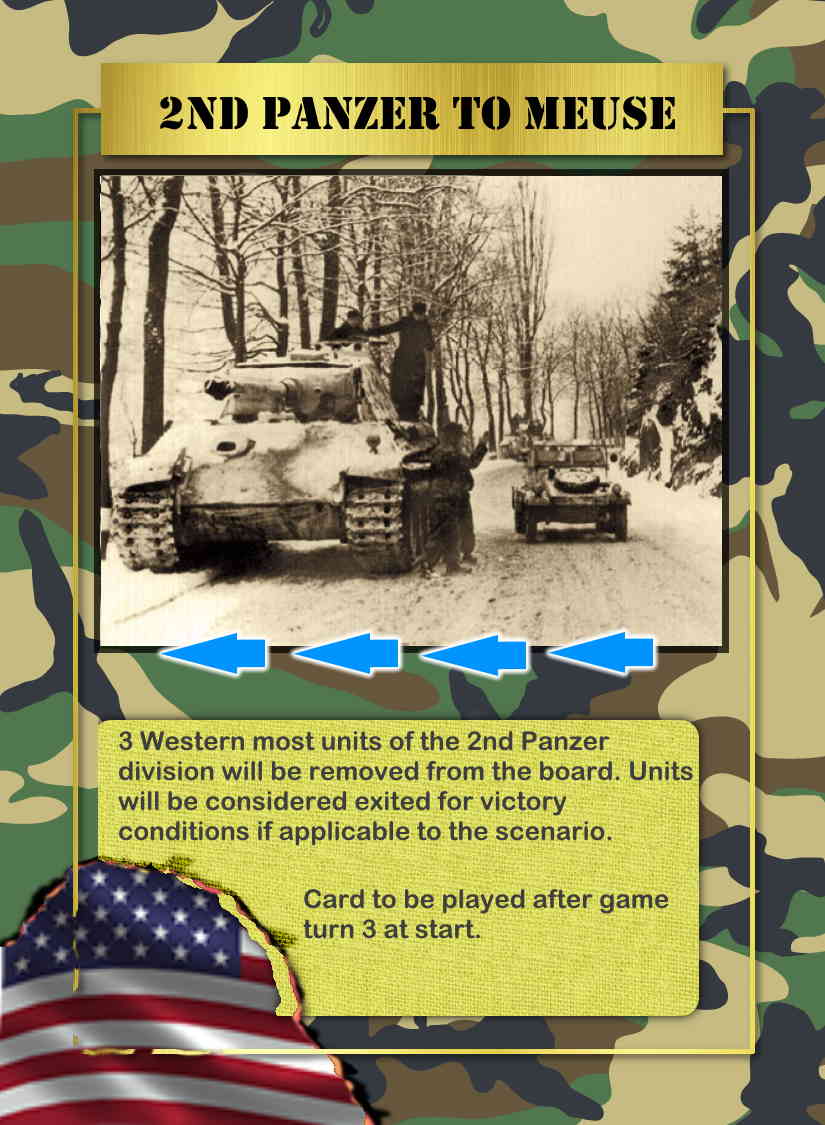 2ND PANZER TO MEUSE
3 Western most units of the 2nd Panzer
division will be removed from the board. Units
will be considered exited for victory
conditions if applicable to the scenario.
Card to be played after game
turn 3 at start.